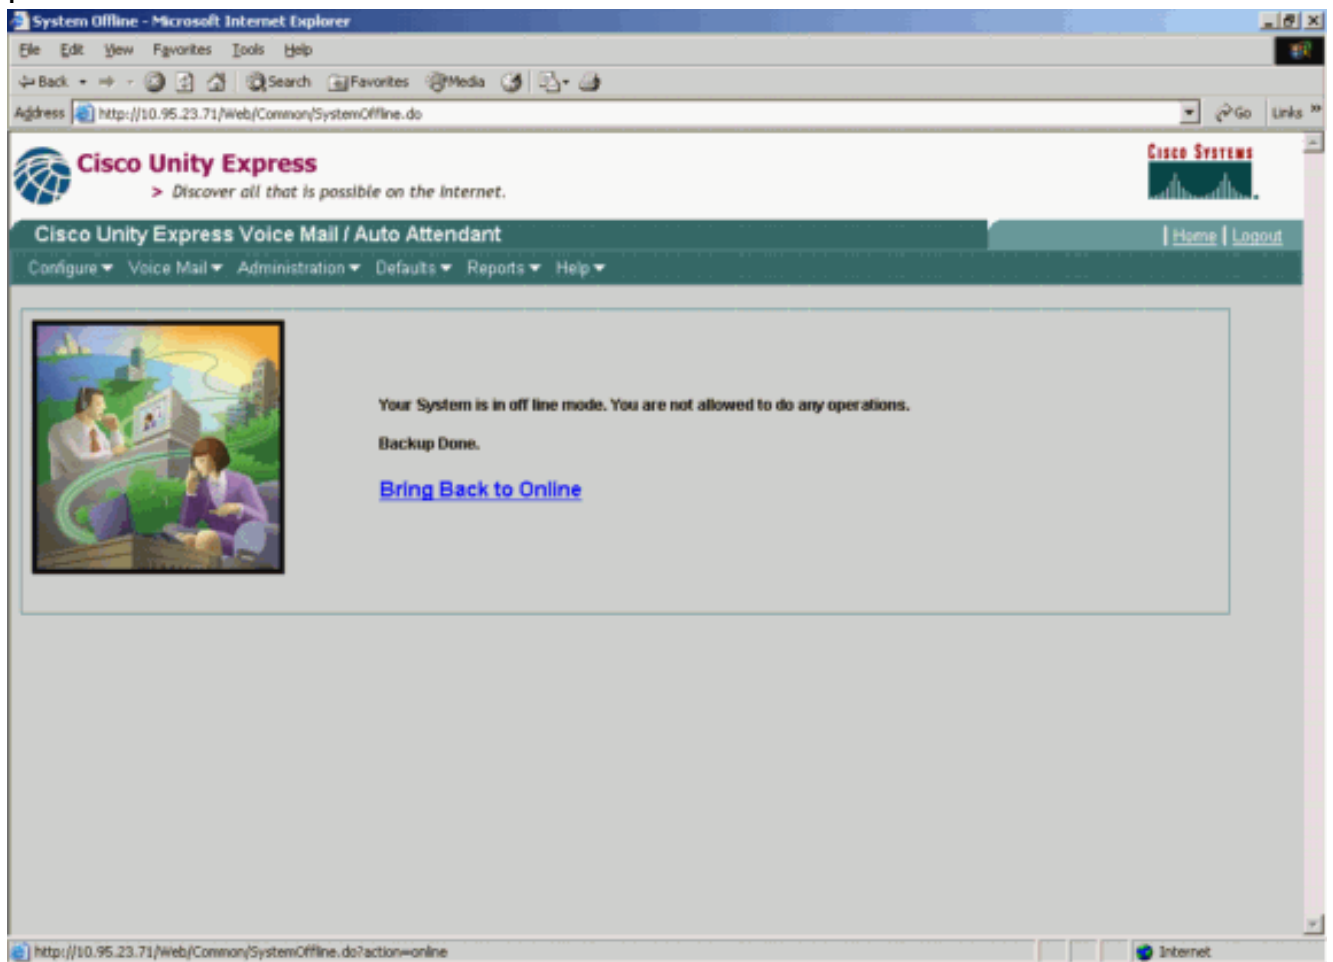 System Offline - Microsoft Internet Explorer
File Edit View Favorites Tools Help
Back Search Favorites Media
Address http://10.95.23.71/Web/Common/SystemOffline.do Go Links »
Cisco Unity Express
> Discover all that is possible on the Internet.
CISCO SYSTEMS
Cisco Unity Express Voice Mail / Auto Attendant
| Home | Logout
Configure Voice Mail Administration Defaults Reports Help
Your System is in off line mode. You are not allowed to do any operations.
Backup Done.
Bring Back to Online
http://10.95.23.71/Web/Common/SystemOffline.do?action=online Internet